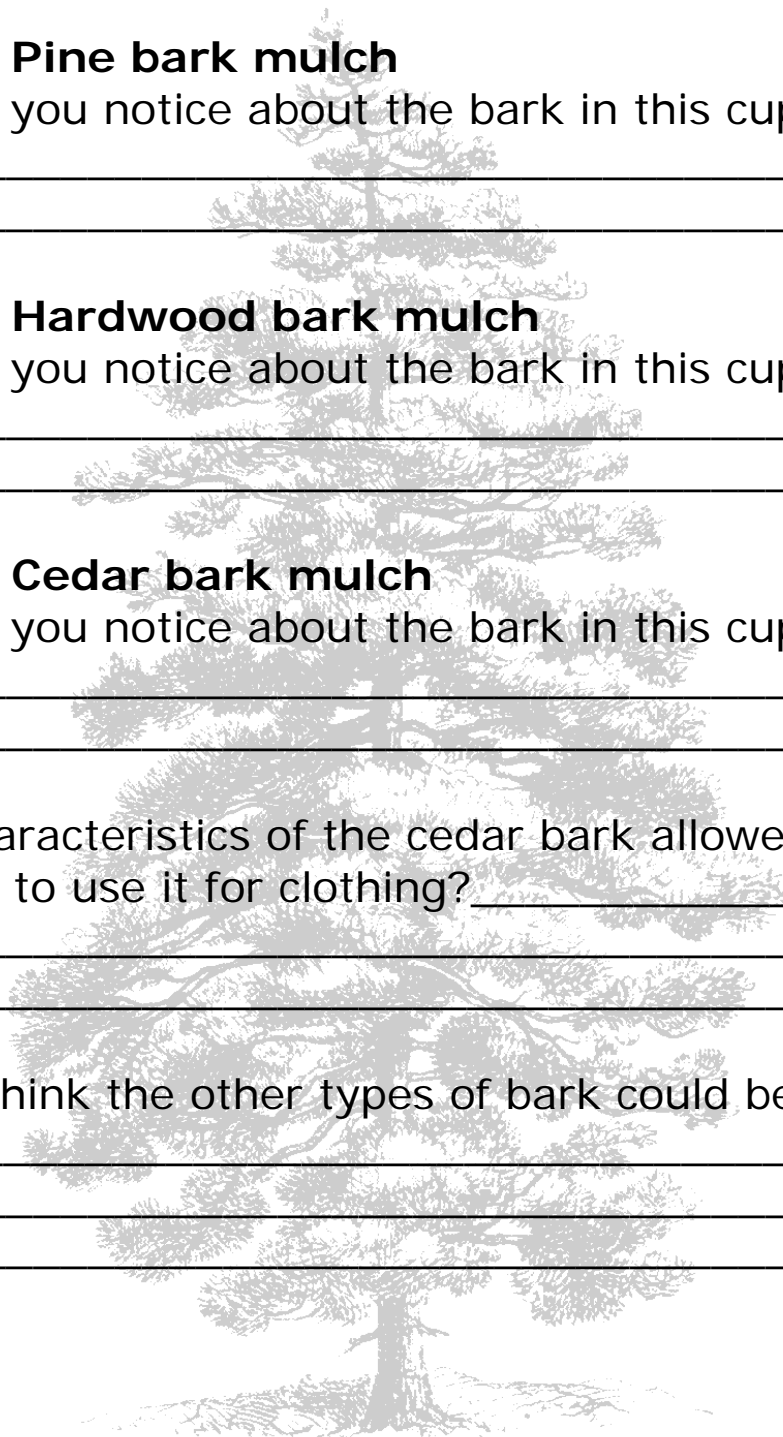 Pine bark mulch
you notice about the bark in this cup
Hardwood bark mulch
you notice about the bark in this cup
Cedar bark mulch
you notice about the bark in this cup
aracteristics of the cedar bark allowe
to use it for clothing?
hink the other types of bark could be